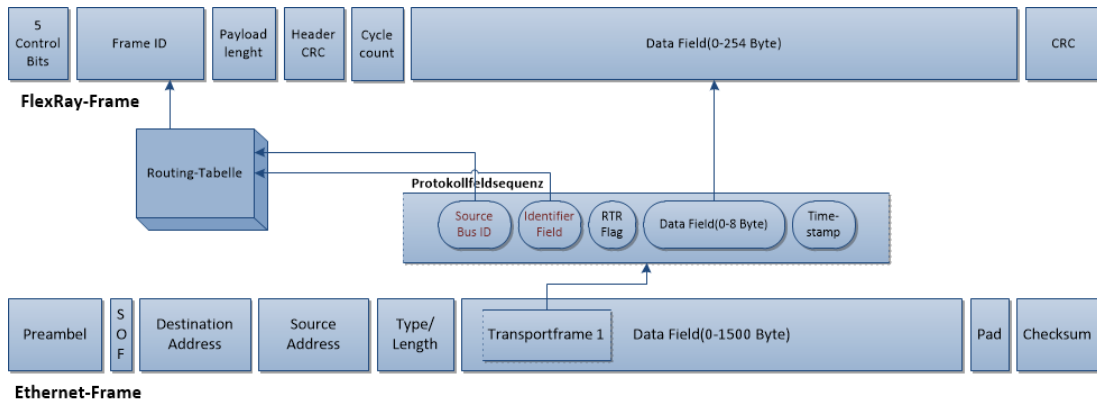 5
Control
Bits
Frame ID
Payload
lenght
Header
CRC
Cycle
count
Data Field(0-254 Byte)
CRC
FlexRay-Frame
Routing-Tabelle
Protokollfeldsequenz
Source
Bus ID
Identifier
Field
RTR
Flag
Data Field(0-8 Byte)
Time-
stamp
Preambel
S
O
F
Destination
Address
Source
Address
Type/
Length
Transportframe 1
Data Field(0-1500 Byte)
Pad
Checksum
Ethernet-Frame